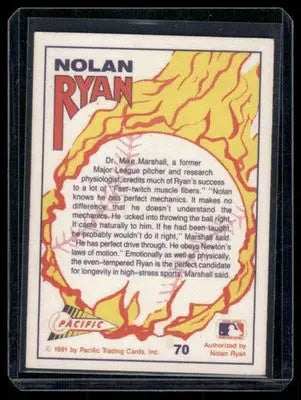 NOLAN
RYAN
Dr. Mike Marshall, a former
Major League pitcher and research
physiologist, credits much of Ryan's success
to a lot of "Fast-twitch muscle fibers." "Nolan
knows he has perfect mechanics. It makes no
difference that he doesn't understand the
mechanics. He lucked into throwing the ball right.
It came naturally to him. If he had been taught,
he probably wouldn't do it right," Marshall said.
"He has perfect drive through. He obeys Newton's
laws of motion." Emotionally as well as physically,
the even-tempered Ryan is the perfect candidate
for longevity in high-stress sports, Marshall said.
PACIFIC
© 1991 by Pacific Trading Cards, Inc.
70
Authorized by
Nolan Ryan